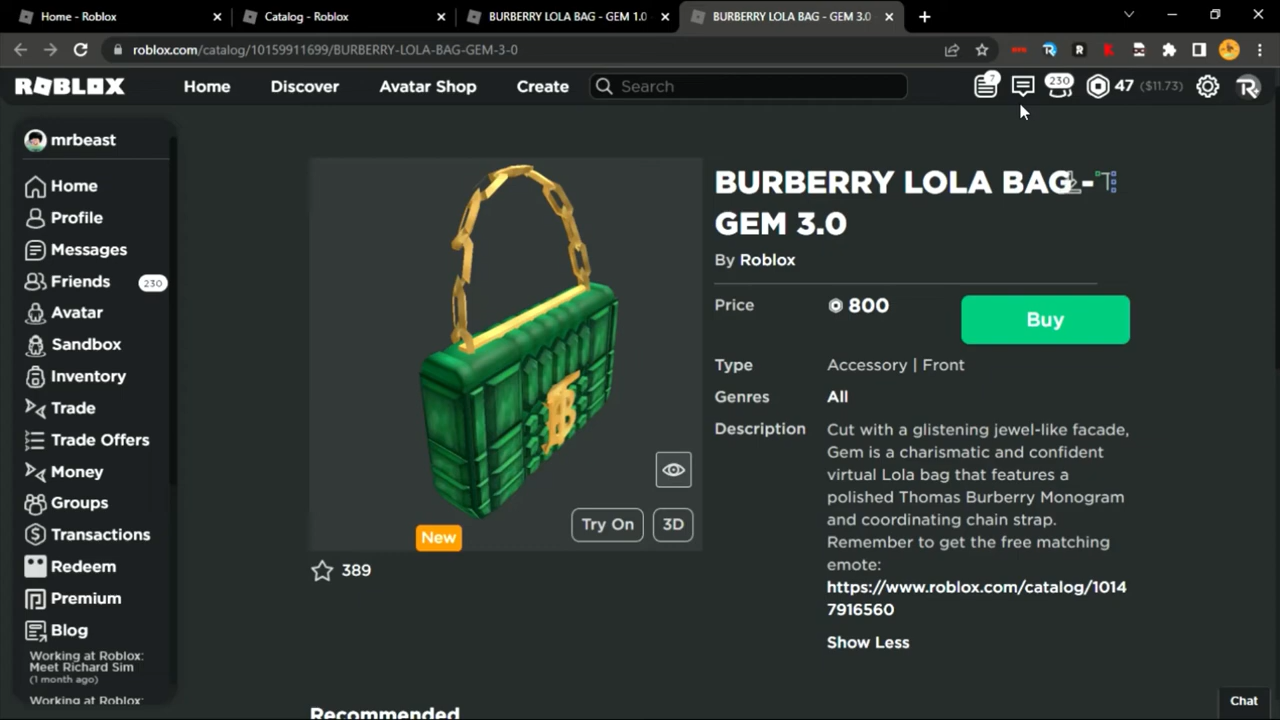 Home - Roblox
Catalog - Roblox
BURBERRY LOLA BAG - GEM 1.0
BURBERRY LOLA BAG - GEM 3.0
roblox.com/catalog/10159911699/BURBERRY-LOLA-BAG-GEM-3-0
ROBLOX
Home
Discover
Avatar Shop
Create
Search
7
230
47
($11.73)
mrbeast
Home
Profile
Messages
Friends
230
Avatar
Sandbox
Inventory
Trade
Trade Offers
Money
Groups
Transactions
Redeem
Premium
Blog
Working at Roblox:
Meet Richard Sim
(1 month ago)
Working at Roblox:
New
Try On
3D
389
BURBERRY LOLA BAG -
GEM 3.0
By Roblox
Price
800
Buy
Type
Accessory | Front
Genres
All
Description
Cut with a glistening jewel-like facade,
Gem is a charismatic and confident
virtual Lola bag that features a
polished Thomas Burberry Monogram
and coordinating chain strap.
Remember to get the free matching
emote:
https://www.roblox.com/catalog/1014
7916560
Show Less
Recommended
Chat